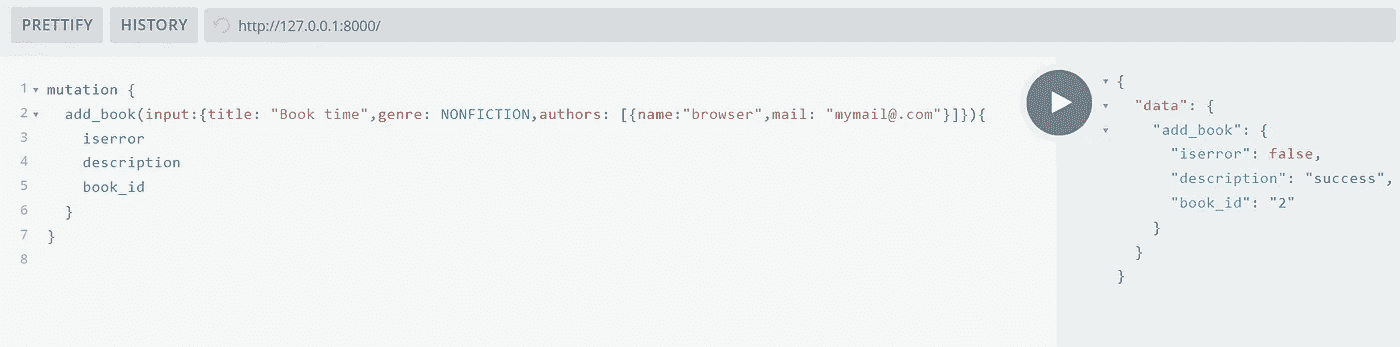 PRETTIFY HISTORY http://127.0.0.1:8000/
1 mutation {
2 add_book(input:{title: "Book time",genre: NONFICTION,authors: [{name:"browser",mail: "mymail@.com"}]}){
3 iserror
4 description
5 book_id
6 }
7 }
8
{
"data": {
"add_book": {
"iserror": false,
"description": "success",
"book_id": "2"
}
}
}